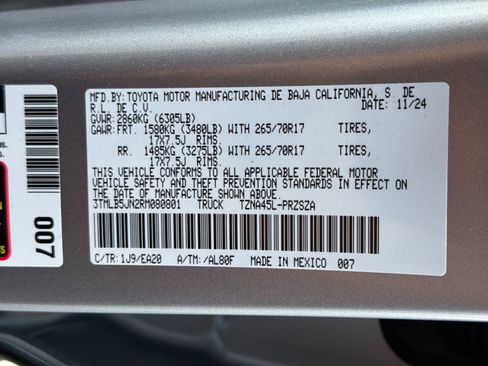 MFD.BY: TOYOTA MOTOR MANUFACTURING DE BAJA CALIFORNIA, S. DE
R.L. DE C.V. DATE: 11/24
GVWR: 2860KG (6305LB)
GAWR: FRT. 1580KG (3480LB) WITH 265/70R17 TIRES,
17X7.5J RIMS.
RR. 1485KG (3275LB) WITH 265/70R17 TIRES,
17X7.5J RIMS.
THIS VEHICLE CONFORMS TO ALL APPLICABLE FEDERAL MOTOR
VEHICLE SAFETY AND THEFT PREVENTION STANDARDS IN EFFECT ON
THE DATE OF MANUFACTURE SHOWN ABOVE.
3TMLB5JN2RM080801 TRUCK TZNA45L-PRZSZA
C/TR: 1J9/EA20 A/TM: /AL80F MADE IN MEXICO 007
007